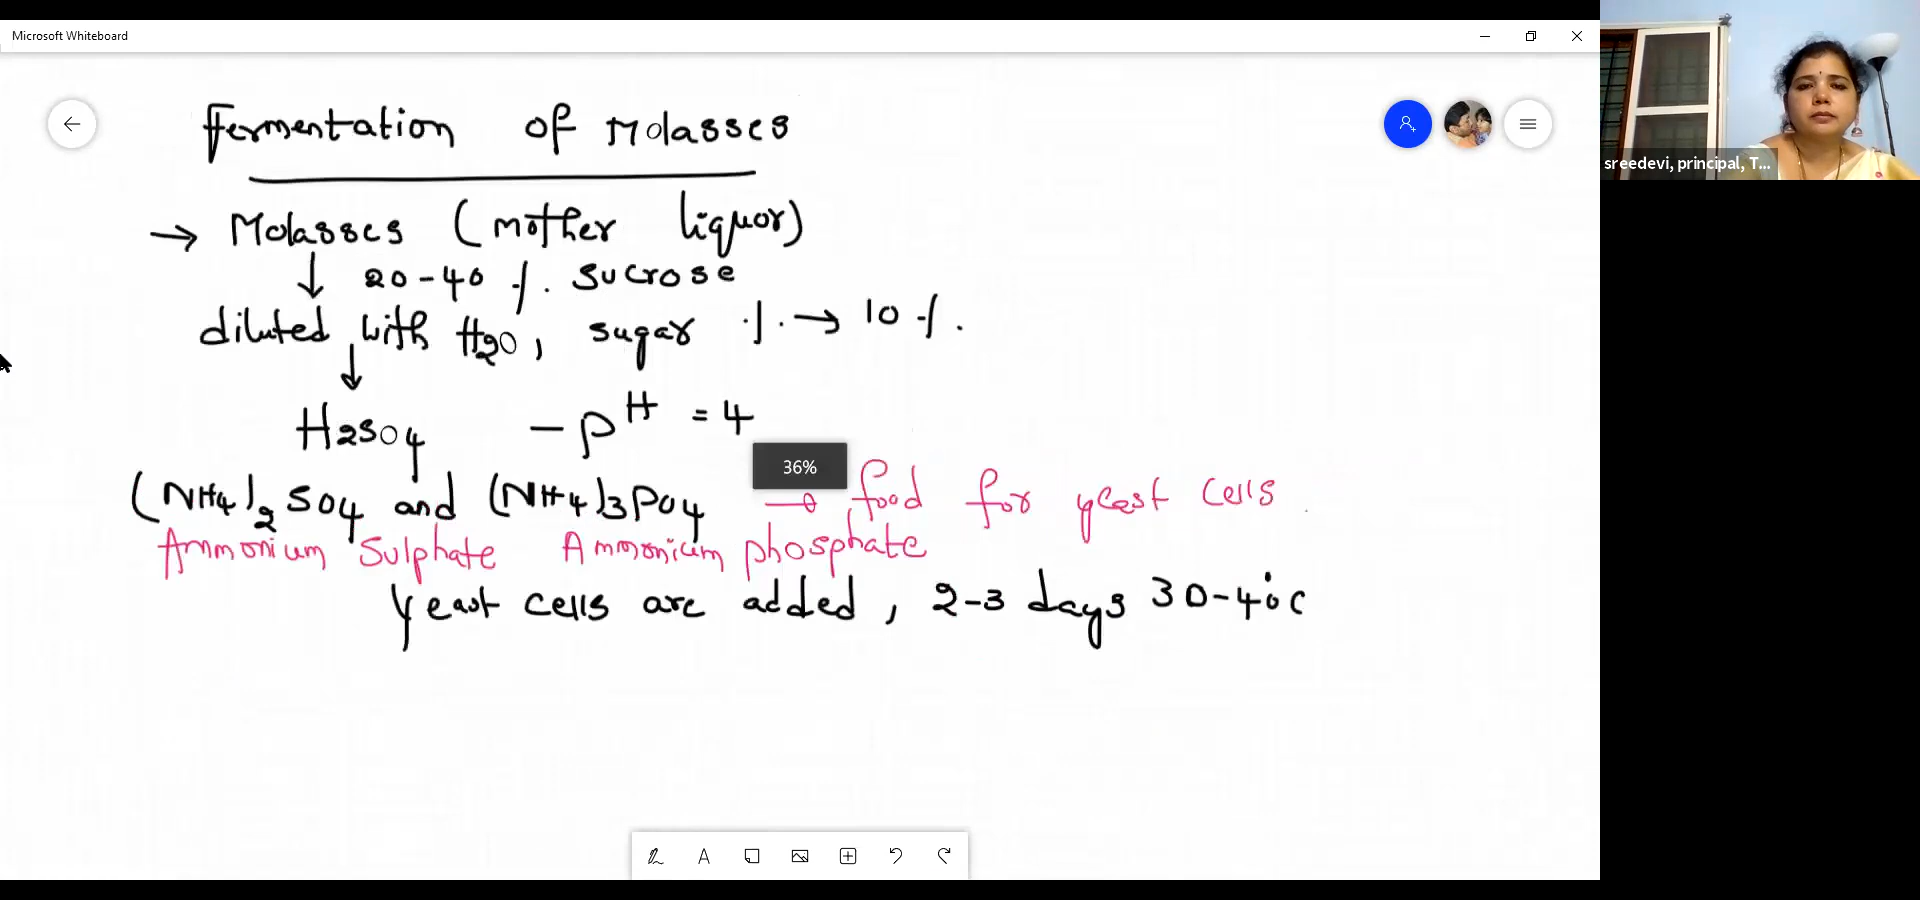 Microsoft Whiteboard
Fermentation of Molasses
→ Molasses (mother liquor)
↓ 20-40 %. sucrose
diluted with H2O, sugar %. → 10 %.
↓
H2SO4 - pH = 4
36%
(NH4)2SO4 and (NH4)3PO4 → food for yeast cells
Ammonium Sulphate Ammonium phosphate
Yeast cells are added, 2-3 days 30-40°C
sreedevi, principal, T...